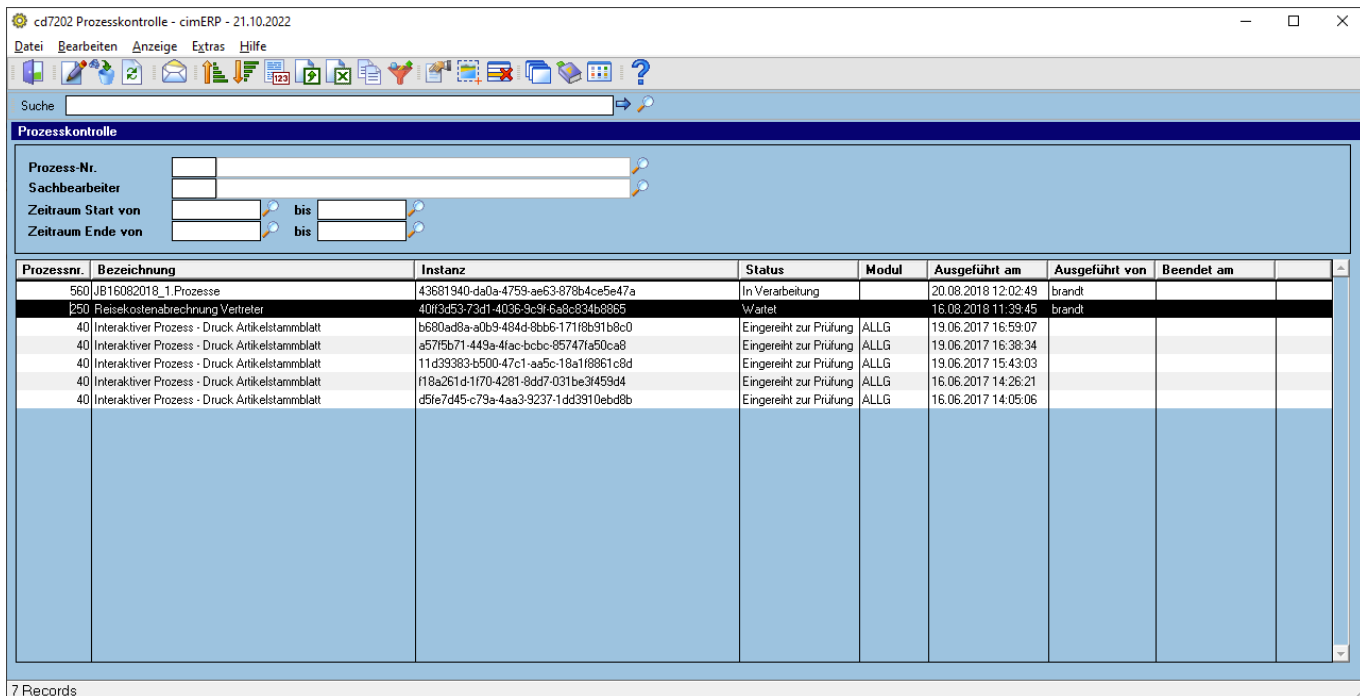 cd7202 Prozesskontrolle - cimERP - 21.10.2022
Datei Bearbeiten Anzeige Extras Hilfe
123
Suche
Prozesskontrolle
Prozess-Nr.
Sachbearbeiter
Zeitraum Start von bis
Zeitraum Ende von bis
Prozessnr. Bezeichnung Instanz Status Modul Ausgeführt am Ausgeführt von Beendet am
560 JB16082018_1.Prozesse 43681940-da0a-4759-ae63-878b4ce5e47a In Verarbeitung 20.08.2018 12:02:49 brandt
250 Reisekostenabrechnung Vertreter 40ff3d53-73d1-4036-9c9f-6a8c834b8865 Wartet 16.08.2018 11:39:45 brandt
40 Interaktiver Prozess - Druck Artikelstammblatt b680ad8a-a0b9-484d-8bb6-171f8b91b8c0 Eingereiht zur Prüfung ALLG 19.06.2017 16:59:07
40 Interaktiver Prozess - Druck Artikelstammblatt a57f5b71-449a-4fac-bcbc-85747fa50ca8 Eingereiht zur Prüfung ALLG 19.06.2017 16:38:34
40 Interaktiver Prozess - Druck Artikelstammblatt 11d39383-b500-47c1-aa5c-18a1f8861c8d Eingereiht zur Prüfung ALLG 19.06.2017 15:43:03
40 Interaktiver Prozess - Druck Artikelstammblatt f18a261d-1f70-4281-8dd7-031be3f459d4 Eingereiht zur Prüfung ALLG 16.06.2017 14:26:21
40 Interaktiver Prozess - Druck Artikelstammblatt d5fe7d45-c79a-4aa3-9237-1dd3910ebd8b Eingereiht zur Prüfung ALLG 16.06.2017 14:05:06
7 Records